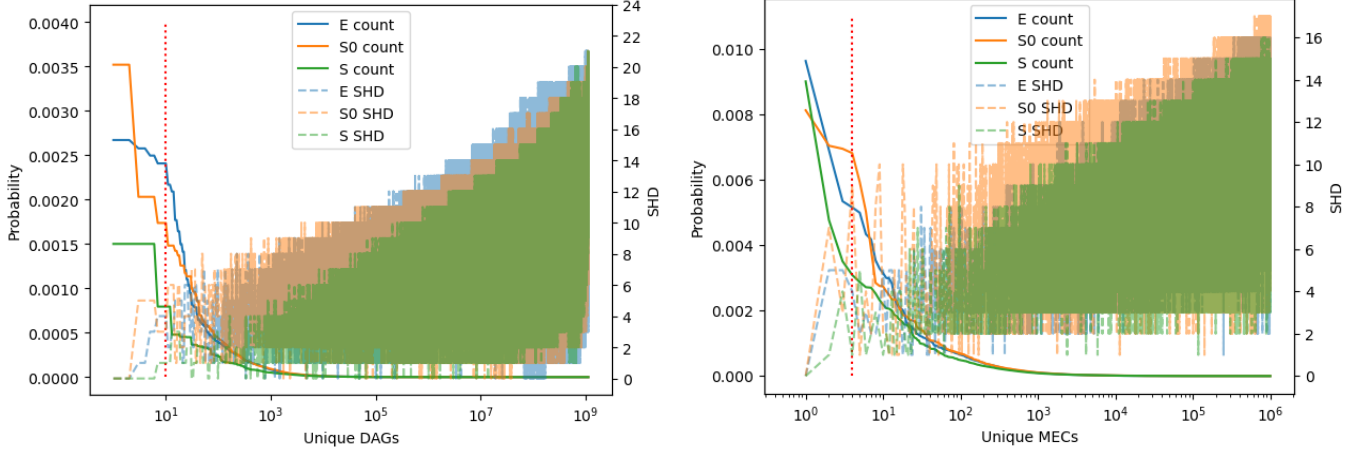 0.0040
0.0035
0.0030
0.0025
0.0020
0.0015
0.0010
0.0005
0.0000
Probability
10^1
10^3
10^5
10^7
10^9
Unique DAGs
24
22
20
18
16
14
12
10
8
6
4
2
0
SHD
E count
S0 count
S count
E SHD
S0 SHD
S SHD
0.010
0.008
0.006
0.004
0.002
0.000
Probability
10^0
10^1
10^2
10^3
10^4
10^5
10^6
Unique MECs
16
14
12
10
8
6
4
2
0
SHD
E count
S0 count
S count
E SHD
S0 SHD
S SHD